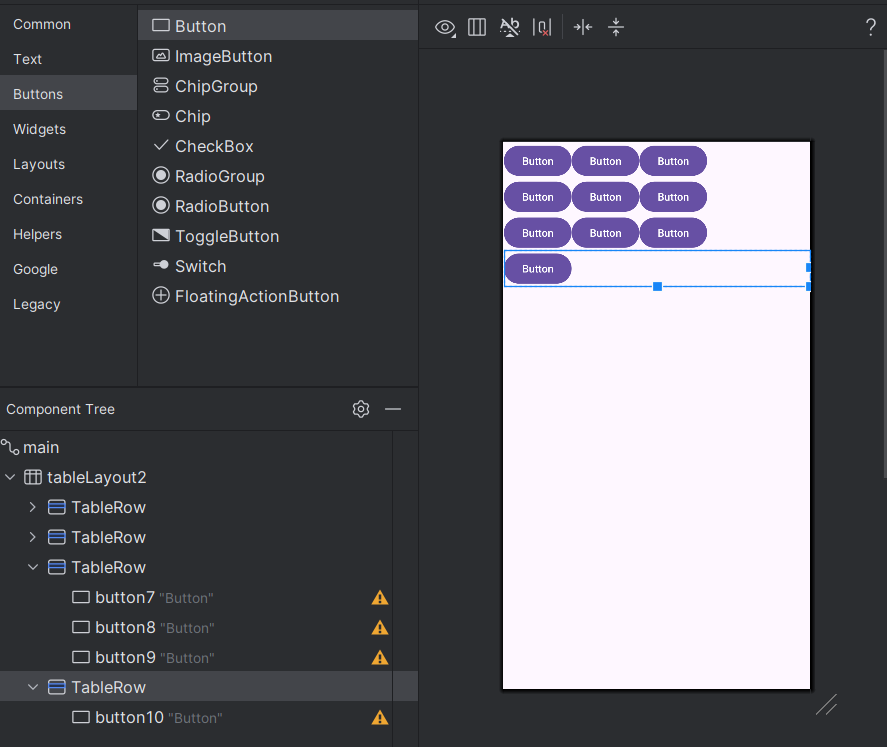 Common
Text
Buttons
Widgets
Layouts
Containers
Helpers
Google
Legacy
Button
ImageButton
ChipGroup
Chip
CheckBox
RadioGroup
RadioButton
ToggleButton
Switch
FloatingActionButton
Component Tree
main
tableLayout2
TableRow
TableRow
TableRow
button7 "Button"
button8 "Button"
button9 "Button"
TableRow
button10 "Button"
?
Button Button Button
Button Button Button
Button Button Button
Button